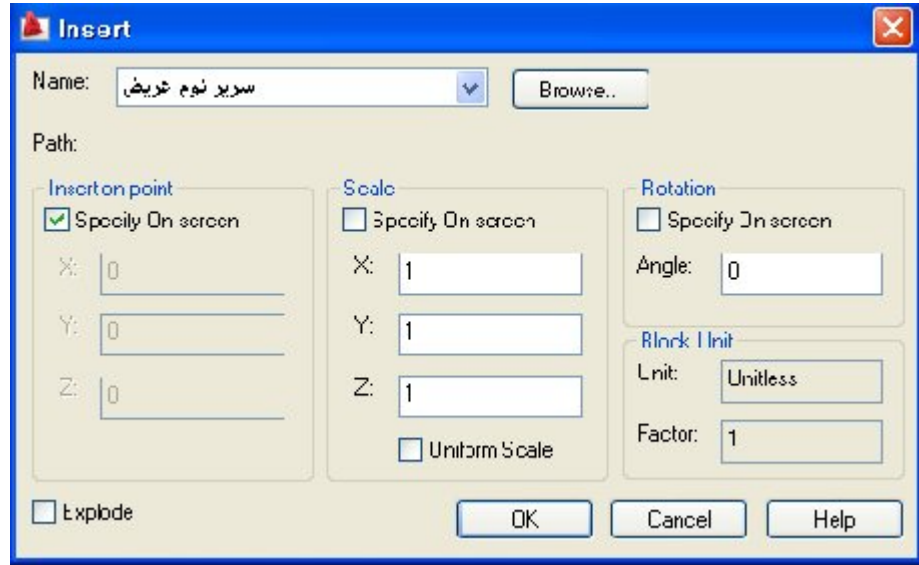 Insert
Name: سرير نوم عريض Browse..
Path:
Insertion point
Specify On screen
X: 0
Y: 0
Z: 0
Scale
Specify On screen
X: 1
Y: 1
Z: 1
Uniform Scale
Rotation
Specify On screen
Angle: 0
Block Unit
Unit: Unitless
Factor: 1
Explode
OK Cancel Help